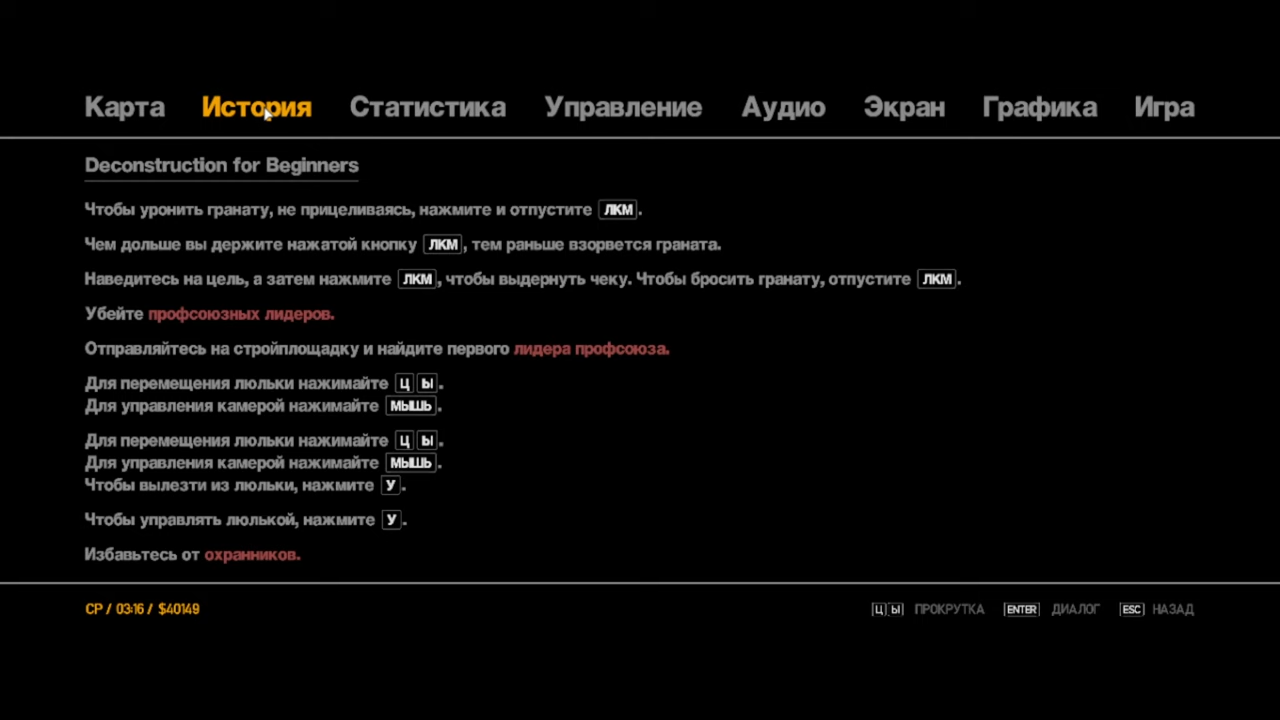 Карта История Статистика Управление Аудио Экран Графика Игра
Deconstruction for Beginners
Чтобы уронить гранату, не прицеливаясь, нажмите и отпустите ЛКМ.
Чем дольше вы держите нажатой кнопку ЛКМ, тем раньше взорвется граната.
Наведитесь на цель, а затем нажмите ЛКМ, чтобы выдернуть чеку. Чтобы бросить гранату, отпустите ЛКМ.
Убейте профсоюзных лидеров.
Отправляйтесь на стройплощадку и найдите первого лидера профсоюза.
Для перемещения люльки нажимайте Ц Ы.
Для управления камерой нажимайте МЫШЬ.
Для перемещения люльки нажимайте Ц Ы.
Для управления камерой нажимайте МЫШЬ.
Чтобы вылезти из люльки, нажмите У.
Чтобы управлять люлькой, нажмите У.
Избавьтесь от охранников.
СР / 03:16 / $40149 Ц Ы ПРОКРУТКА ENTER ДИАЛОГ ESC НАЗАД